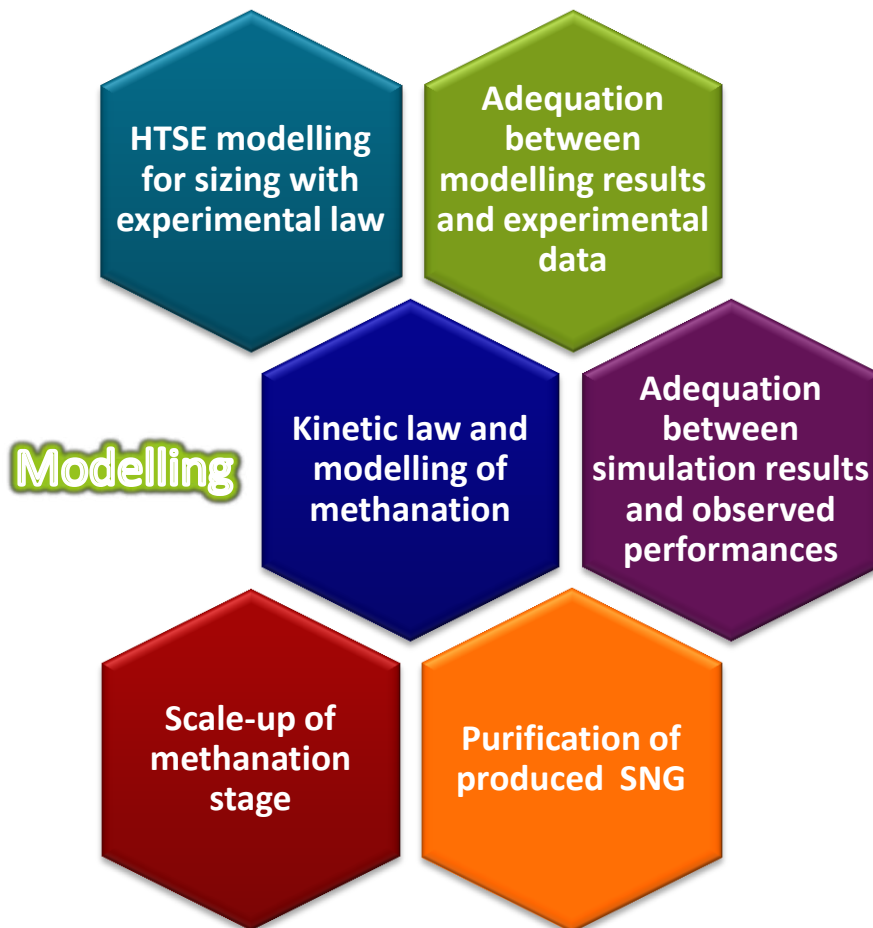 HTSE modelling
for sizing with
experimental law
Adequation
between
modelling results
and experimental
data
Modelling
Kinetic law and
modelling of
methanation
Adequation
between
simulation results
and observed
performances
Scale-up of
methanation
stage
Purification of
produced  SNG